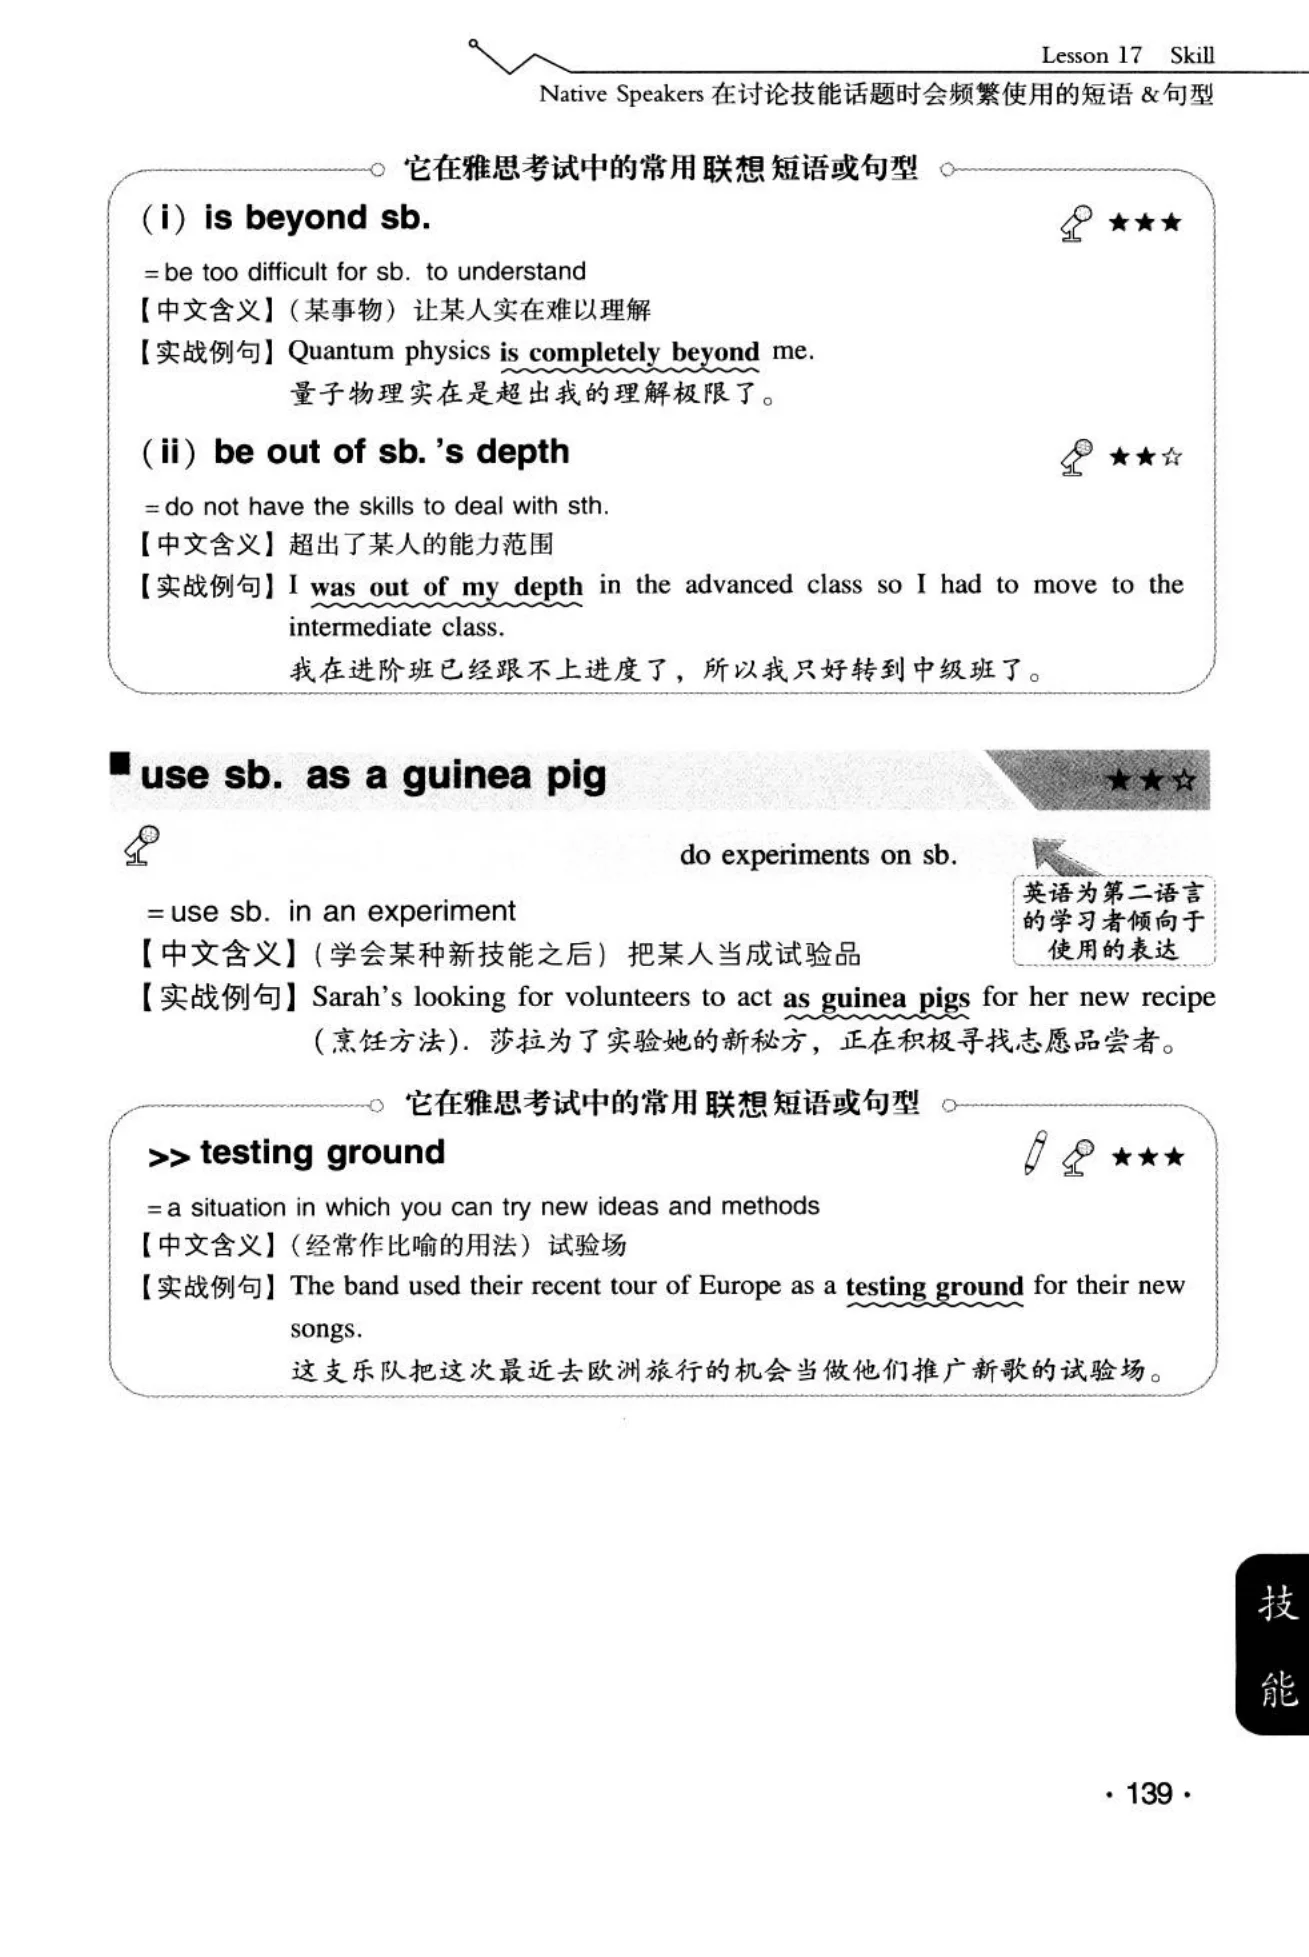 Lesson 17 Skill
Native Speakers 在讨论技能话题时会频繁使用的短语&句型
它在雅思考试中的常用联想短语或句型
(i) is beyond sb. ★★★
=be too difficult for sb. to understand
【中文含义】(某事物) 让某人实在难以理解
【实战例句】Quantum physics is completely beyond me.
量子物理实在是超出我的理解极限了。
(ii) be out of sb.'s depth ★★☆
=do not have the skills to deal with sth.
【中文含义】超出了某人的能力范围
【实战例句】I was out of my depth in the advanced class so I had to move to the
intermediate class.
我在进阶班已经跟不上进度了，所以我只好转到中级班了。
■use sb. as a guinea pig ★★☆
do experiments on sb.
英语为第二语言
的学习者倾向于
使用的表达
=use sb. in an experiment
【中文含义】(学会某种新技能之后) 把某人当成试验品
【实战例句】Sarah's looking for volunteers to act as guinea pigs for her new recipe
(烹饪方法). 莎拉为了实验她的新秘方，正在积极寻找志愿品尝者。
它在雅思考试中的常用联想短语或句型
>> testing ground ★★★
=a situation in which you can try new ideas and methods
【中文含义】(经常作比喻的用法) 试验场
【实战例句】The band used their recent tour of Europe as a testing ground for their new
songs.
这支乐队把这次最近去欧洲旅行的机会当做他们推广新歌的试验场。
技
能
· 139 ·